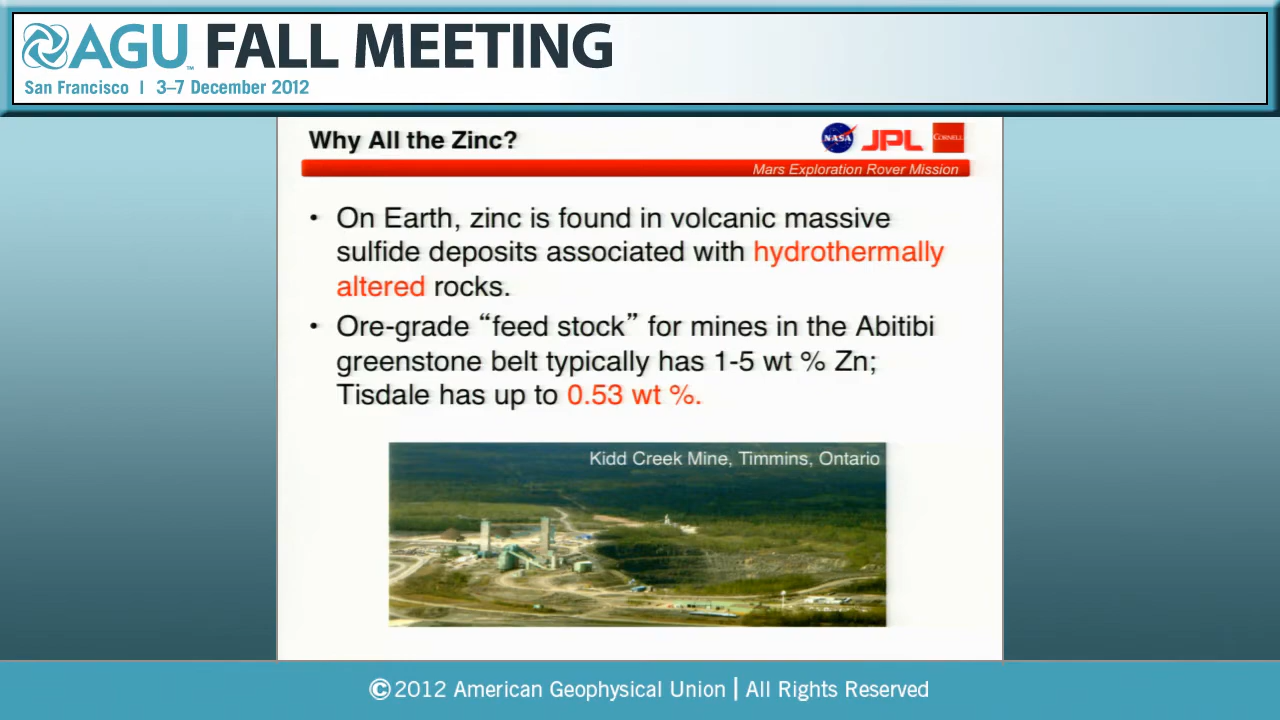 AGU™ FALL MEETING
San Francisco | 3–7 December 2012
Why All the Zinc?
NASA JPL CORNELL
Mars Exploration Rover Mission
• On Earth, zinc is found in volcanic massive
sulfide deposits associated with hydrothermally
altered rocks.
• Ore-grade “feed stock” for mines in the Abitibi
greenstone belt typically has 1-5 wt % Zn;
Tisdale has up to 0.53 wt %.
Kidd Creek Mine, Timmins, Ontario
© 2012 American Geophysical Union | All Rights Reserved